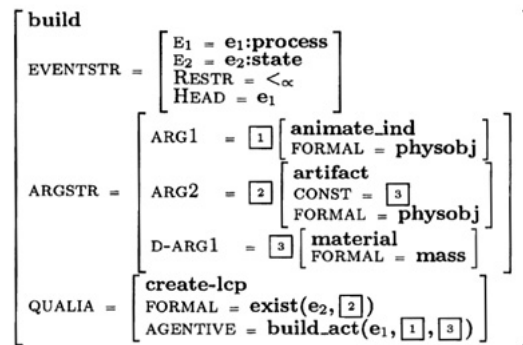 build
EVENTSTR = E1 = e1:process
E2 = e2:state
RESTR = <∝
HEAD = e1
ARGSTR = ARG1 = 1 animate_ind
FORMAL = physobj
ARG2 = 2 artifact
CONST = 3
FORMAL = physobj
D-ARG1 = 3 material
FORMAL = mass
QUALIA = create-lcp
FORMAL = exist(e2, 2)
AGENTIVE = build_act(e1, 1, 3)